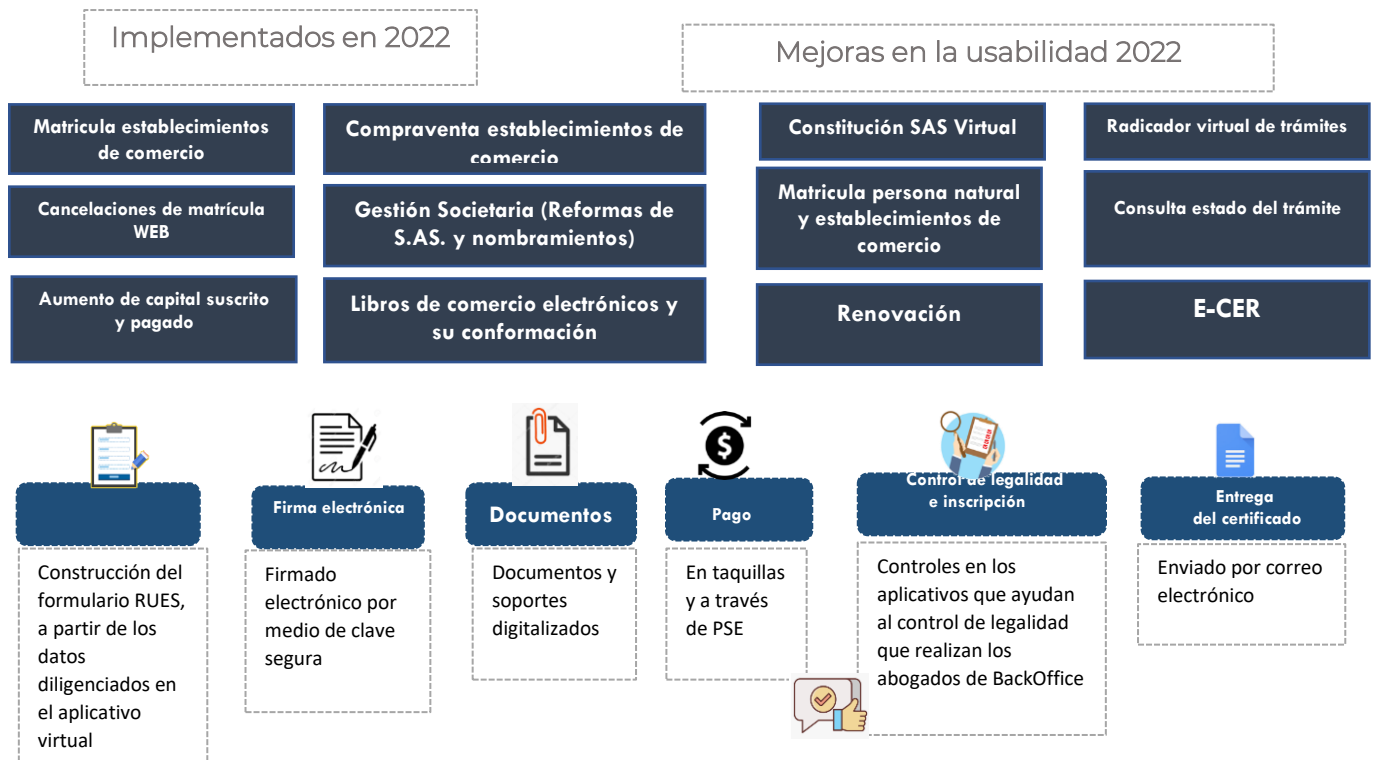 Implementados en 2022
Mejoras en la usabilidad 2022
Matricula establecimientos
de comercio
Compraventa establecimientos de
comercio
Constitución SAS Virtual
Radicador virtual de trámites
Cancelaciones de matrícula
WEB
Gestión Societaria (Reformas de
S.AS. y nombramientos)
Matricula persona natural
y establecimientos de
comercio
Consulta estado del trámite
Aumento de capital suscrito
y pagado
Libros de comercio electrónicos y
su conformación
Renovación
E-CER
Construcción del
formulario RUES,
a partir de los
datos
diligenciados en
el aplicativo
virtual
Firma electrónica
Firmado
electrónico por
medio de clave
segura
Documentos
Documentos y
soportes
digitalizados
Pago
En taquillas
y a través
de PSE
Control de legalidad
e inscripción
Controles en los
aplicativos que ayudan
al control de legalidad
que realizan los
abogados de BackOffice
Entrega
del certificado
Enviado por correo
electrónico